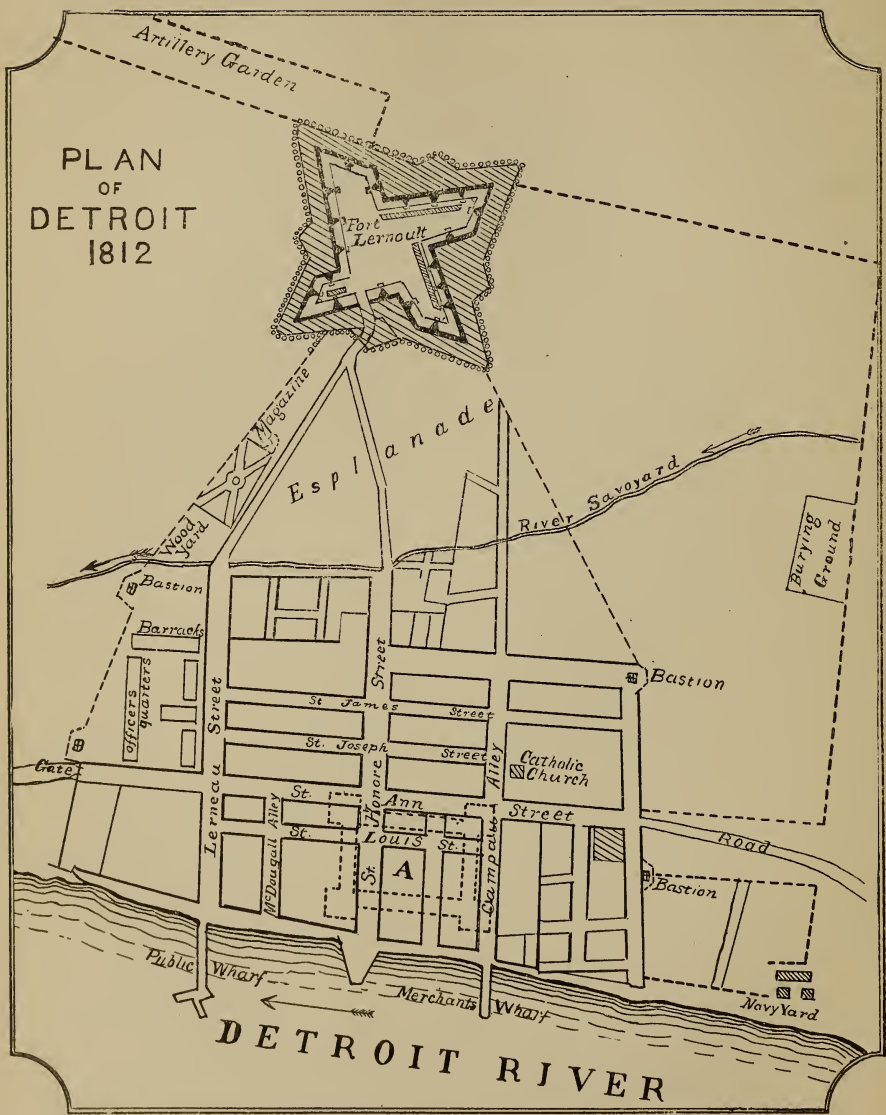 Artillery Garden
PLAN
OF
DETROIT
1812
Fort
Lernoult
Magazine
Esplanade
Wood
Yard
River Savoyard
Burying
Ground
Bastion
Barracks
Officers
quarters
Gate
Lerneau Street
St. Honore Street
St James Street
St. Joseph Street
Bastion
Catholic
Church
Campau Alley
St. Ann Street
St. Louis St.
McDougall Alley
A
Road
Bastion
Public Wharf
Merchants Wharf
Navy Yard
DETROIT RIVER